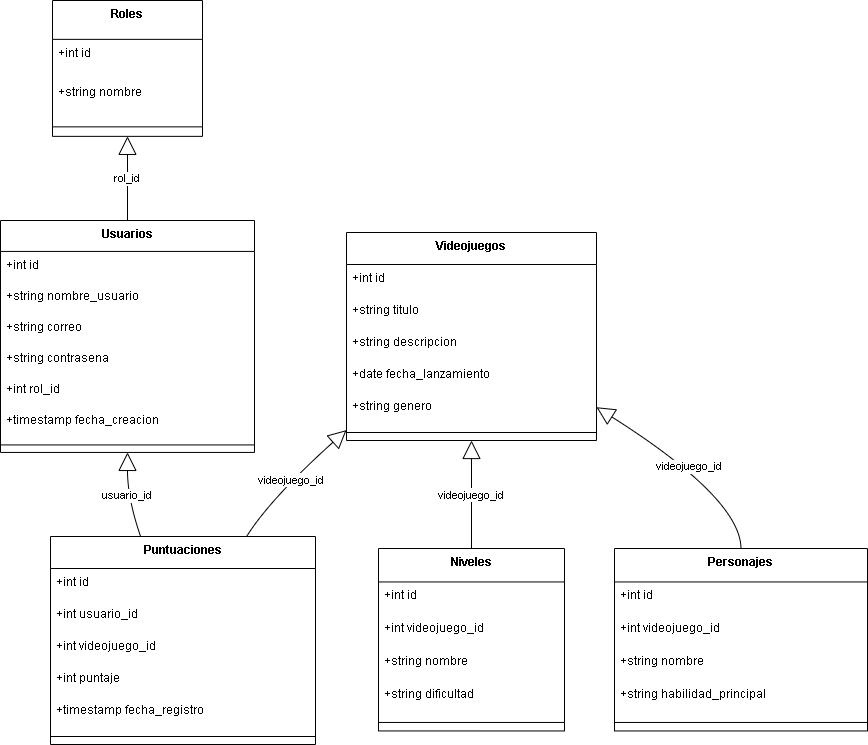 Roles
+int id
+string nombre
rol_id
Usuarios
+int id
+string nombre_usuario
+string correo
+string contrasena
+int rol_id
+timestamp fecha_creacion
Videojuegos
+int id
+string titulo
+string descripcion
+date fecha_lanzamiento
+string genero
usuario_id
videojuego_id
videojuego_id
videojuego_id
Puntuaciones
+int id
+int usuario_id
+int videojuego_id
+int puntaje
+timestamp fecha_registro
Niveles
+int id
+int videojuego_id
+string nombre
+string dificultad
Personajes
+int id
+int videojuego_id
+string nombre
+string habilidad_principal